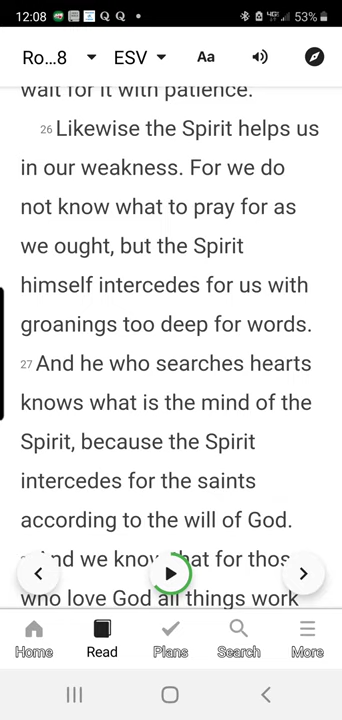 12:08 Q Q 53%
Ro...8 ESV Aa
wait for it with patience.
26 Likewise the Spirit helps us
in our weakness. For we do
not know what to pray for as
we ought, but the Spirit
himself intercedes for us with
groanings too deep for words.
27 And he who searches hearts
knows what is the mind of the
Spirit, because the Spirit
intercedes for the saints
according to the will of God.
And we know that for those
who love God all things work
Home Read Plans Search More